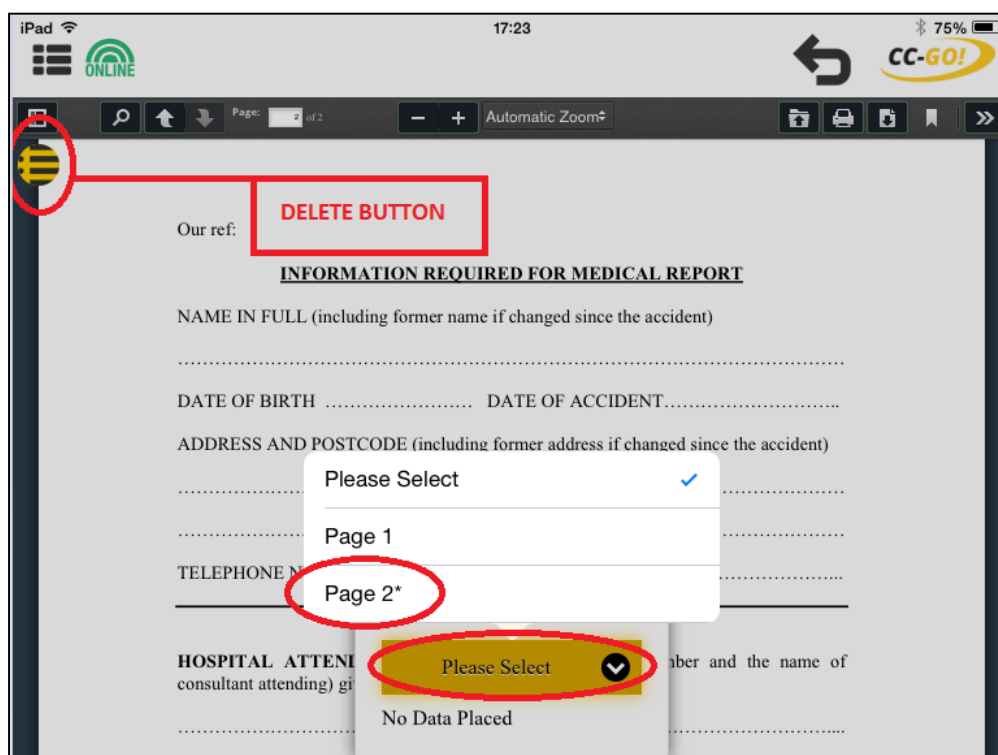 iPad 17:23 75%
ONLINE CC-GO!
Page: 2 of 2 Automatic Zoom
DELETE BUTTON
Our ref:
INFORMATION REQUIRED FOR MEDICAL REPORT
NAME IN FULL (including former name if changed since the accident)
DATE OF BIRTH ........................ DATE OF ACCIDENT..............................
ADDRESS AND POSTCODE (including former address if changed since the accident)
Please Select
Page 1
TELEPHONE N
Page 2*
HOSPITAL ATTEND Please Select nber and the name of
consultant attending) gi
No Data Placed